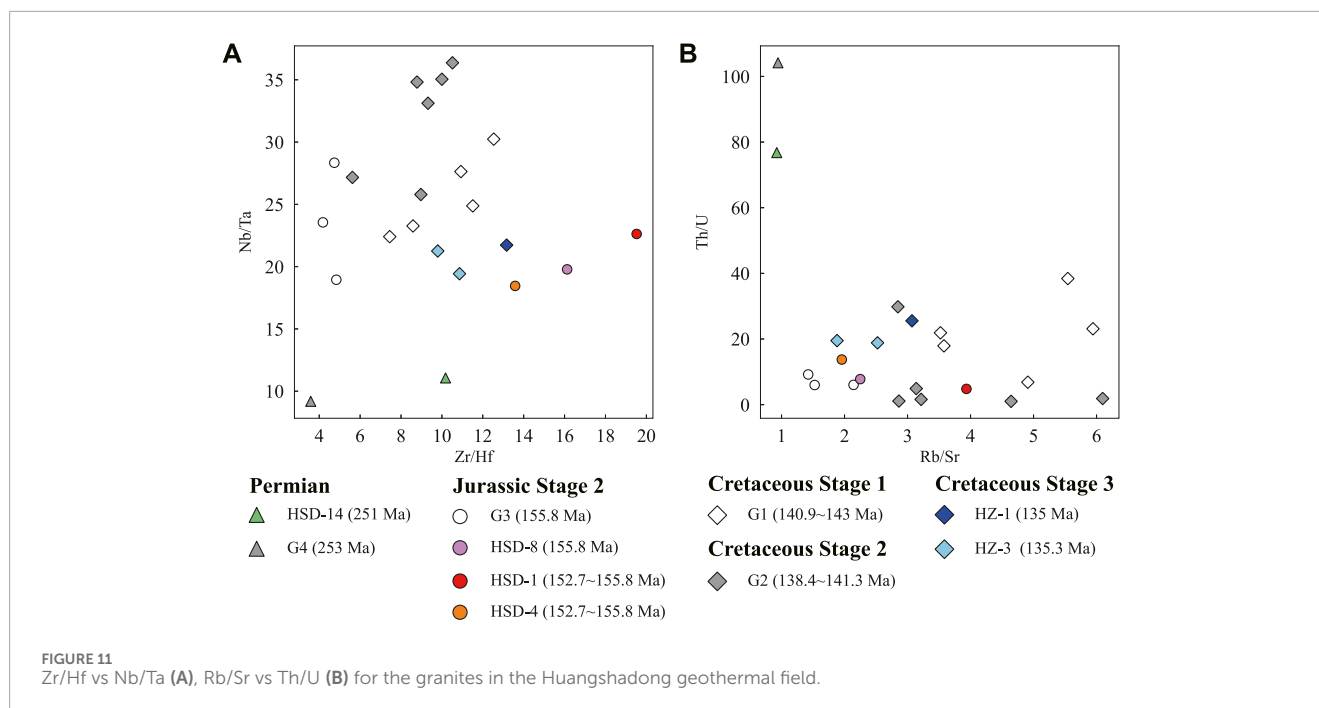 A
35
30
25
20
15
10
Nb/Ta
4 6 8 10 12 14 16 18 20
Zr/Hf
B
100
80
60
40
20
0
Th/U
1 2 3 4 5 6
Rb/Sr
Permian
HSD-14 (251 Ma)
G4 (253 Ma)
Jurassic Stage 2
G3 (155.8 Ma)
HSD-8 (155.8 Ma)
HSD-1 (152.7~155.8 Ma)
HSD-4 (152.7~155.8 Ma)
Cretaceous Stage 1
G1 (140.9~143 Ma)
Cretaceous Stage 2
G2 (138.4~141.3 Ma)
Cretaceous Stage 3
HZ-1 (135 Ma)
HZ-3 (135.3 Ma)
FIGURE 11
Zr/Hf vs Nb/Ta (A), Rb/Sr vs Th/U (B) for the granites in the Huangshadong geothermal field.